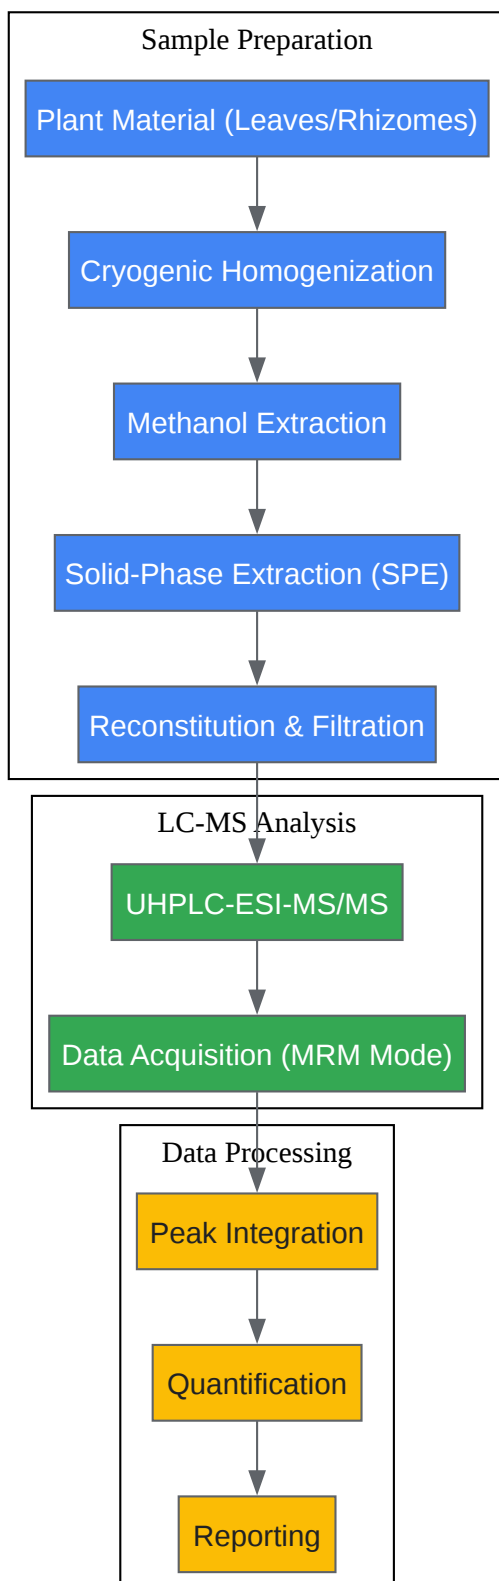 Sample Preparation
Plant Material (Leaves/Rhizomes)
Cryogenic Homogenization
Methanol Extraction
Solid-Phase Extraction (SPE)
Reconstitution & Filtration
LC-MS Analysis
UHPLC-ESI-MS/MS
Data Acquisition (MRM Mode)
Data Processing
Peak Integration
Quantification
Reporting